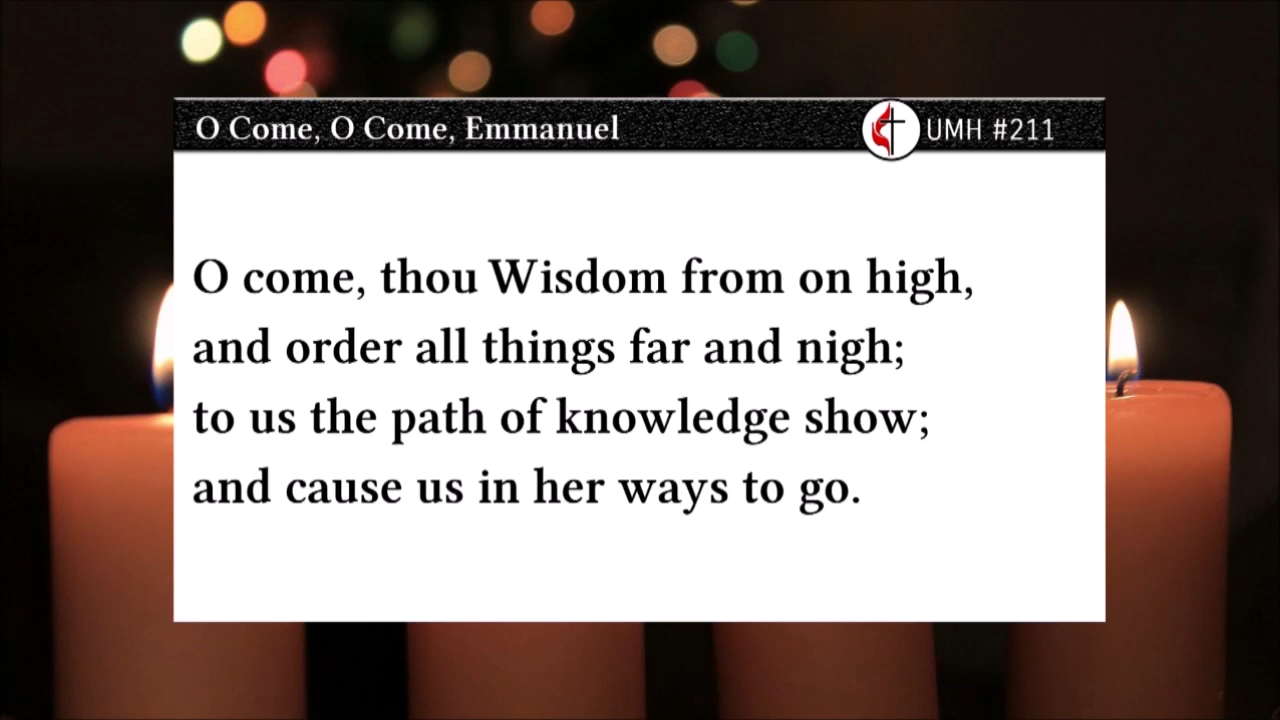 O Come, O Come, Emmanuel
UMH #211
O come, thou Wisdom from on high,
and order all things far and nigh;
to us the path of knowledge show;
and cause us in her ways to go.